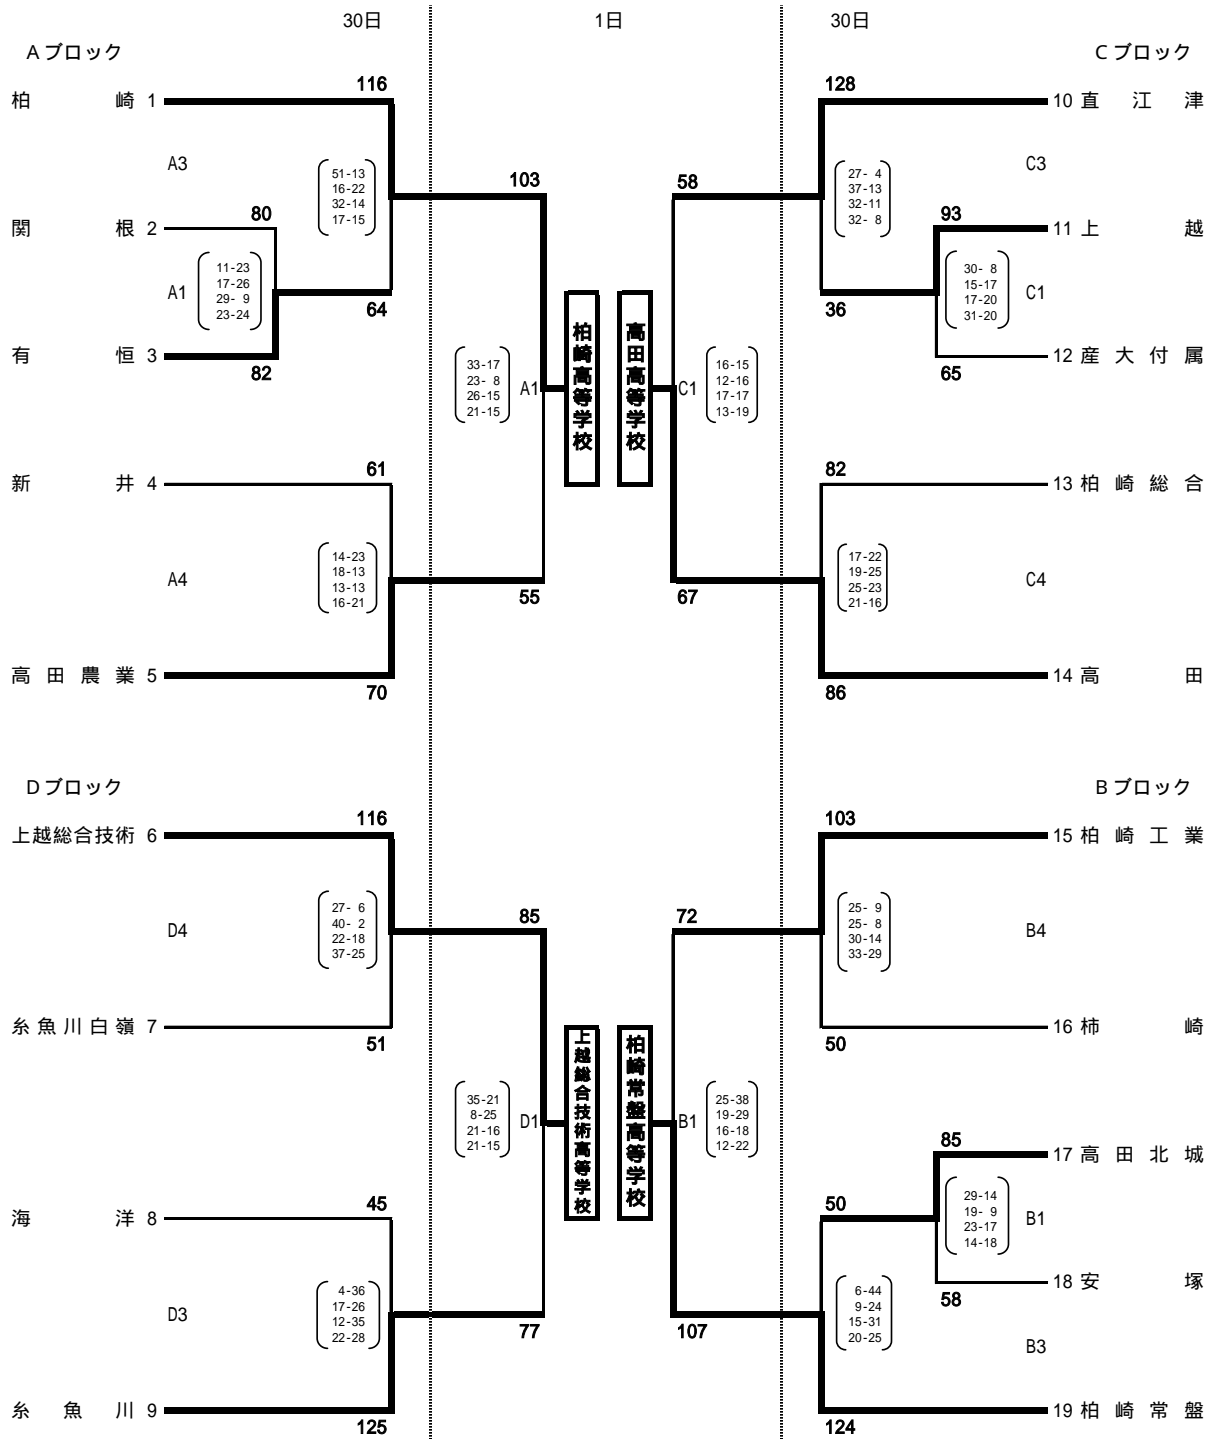 30日 1日 30日
Aブロック
116
柏崎 1
A3
51-13
16-22
32-14
17-15
103
80
関根 2
A1
11-23
17-26
29- 9
23-24
64
有恒 3
82
33-17
23- 8
26-15
21-15
A1
柏崎高等学校
61
新井 4
A4
14-23
18-13
13-13
16-21
55
高田農業 5
70
Cブロック
128
10 直江津
C3
27- 4
37-13
32-11
32- 8
58
93
11 上越
30- 8
15-17
17-20
31-20
C1
36
12 産大付属
65
高田高等学校
C1
16-15
12-16
17-17
13-19
82
13 柏崎総合
17-22
19-25
25-23
21-16
C4
67
14 高田
86
Dブロック
116
上越総合技術 6
D4
27- 6
40- 2
22-18
37-25
85
糸魚川白嶺 7
51
35-21
8-25
21-16
21-15
D1
上越総合技術高等学校
45
海洋 8
D3
4-36
17-26
12-35
22-28
77
糸魚川 9
125
Bブロック
103
15 柏崎工業
25- 9
25- 8
30-14
33-29
B4
72
16 柿崎
50
柏崎常盤高等学校
B1
25-38
19-29
16-18
12-22
85
17 高田北城
50
29-14
19- 9
23-17
14-18
B1
18 安塚
58
6-44
9-24
15-31
20-25
B3
107
19 柏崎常盤
124